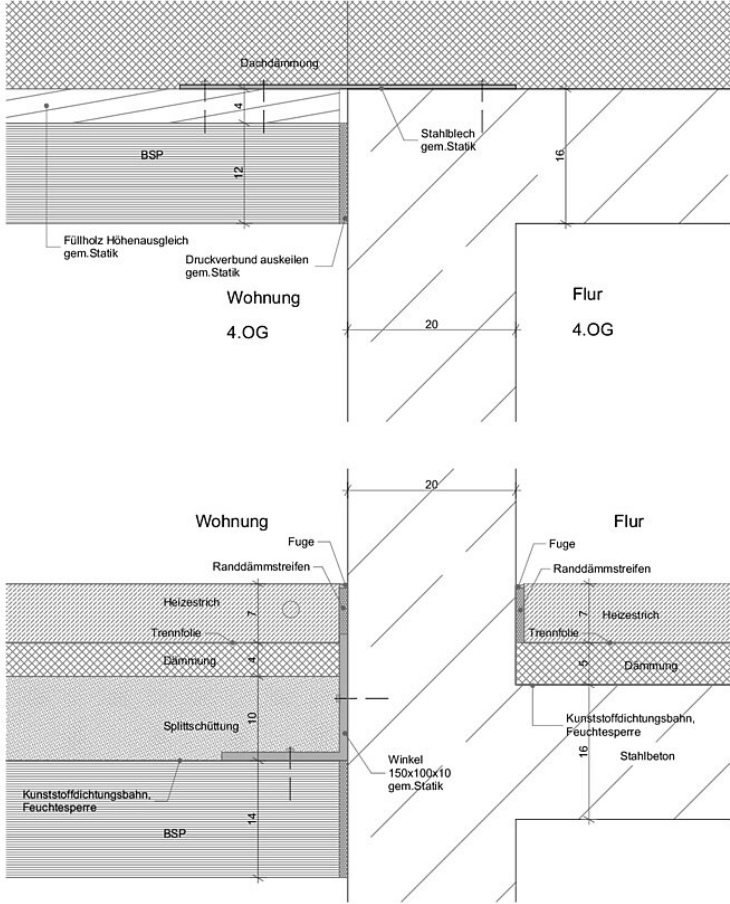 Dachdämmung
4
Stahlblech
gem.Statik
BSP
16
12
Füllholz Höhenausgleich
gem.Statik
Druckverbund auskeilen
gem.Statik
Wohnung
4.OG
Flur
4.OG
20
20
Wohnung
Flur
Fuge
Fuge
Randdämmstreifen
Randdämmstreifen
Heizestrich
7
7
Heizestrich
Trennfolie
Trennfolie
Dämmung
4
5
Dämmung
Splittschüttung
10
Kunststoffdichtungsbahn,
Feuchtesperre
16
Stahlbeton
Winkel
150x100x10
gem.Statik
Kunststoffdichtungsbahn,
Feuchtesperre
14
BSP